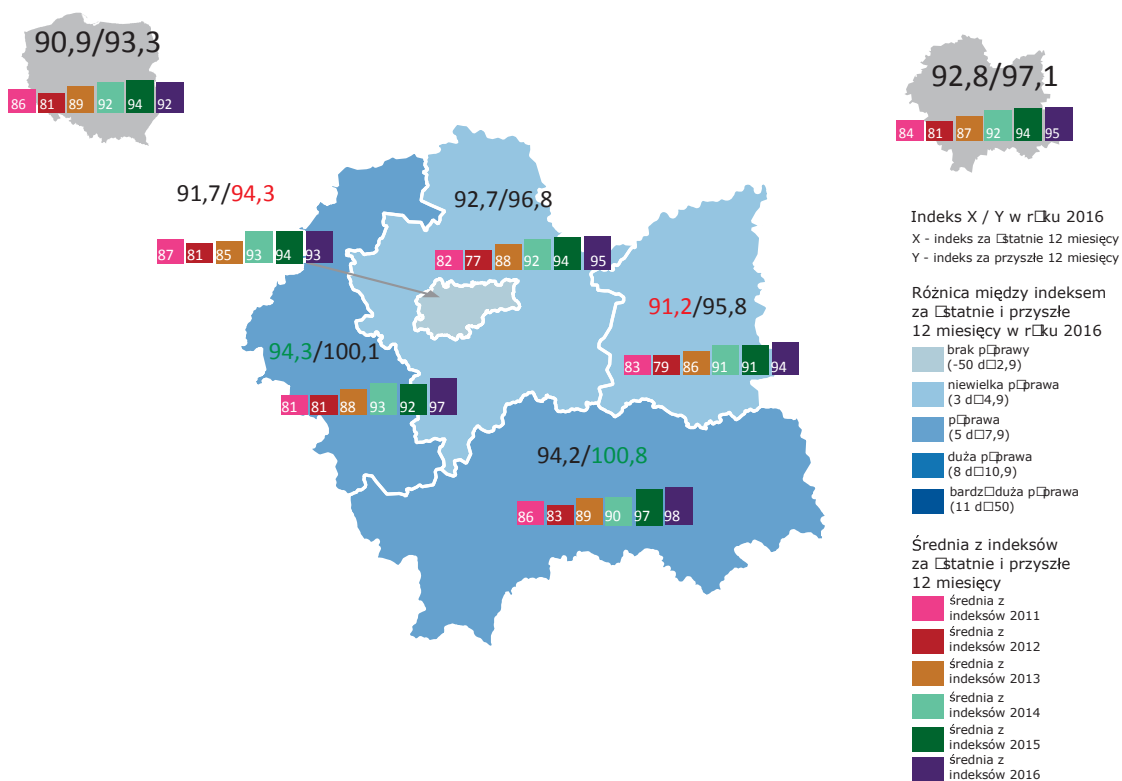 90,9/93,3
86 81 89 92 94 92
92,8/97,1
84 81 87 92 94 95
91,7/94,3
87 81 85 93 94 93
92,7/96,8
82 77 88 92 94 95
91,2/95,8
83 79 86 91 91 94
94,3/100,1
81 81 88 93 92 97
94,2/100,8
86 83 89 90 97 98
Indeks X / Y w r□ku 2016
X - indeks za □statnie 12 miesięcy
Y - indeks za przyszłe 12 miesięcy
Różnica między indeksem
za □statnie i przyszłe
12 miesięcy w r□ku 2016
brak p□prawy
(-50 d□2,9)
niewielka p□prawa
(3 d□4,9)
p□prawa
(5 d□7,9)
duża p□prawa
(8 d□10,9)
bardz□duża p□prawa
(11 d□50)
Średnia z indeksów
za □statnie i przyszłe
12 miesięcy
średnia z
indeksów 2011
średnia z
indeksów 2012
średnia z
indeksów 2013
średnia z
indeksów 2014
średnia z
indeksów 2015
średnia z
indeksów 2016